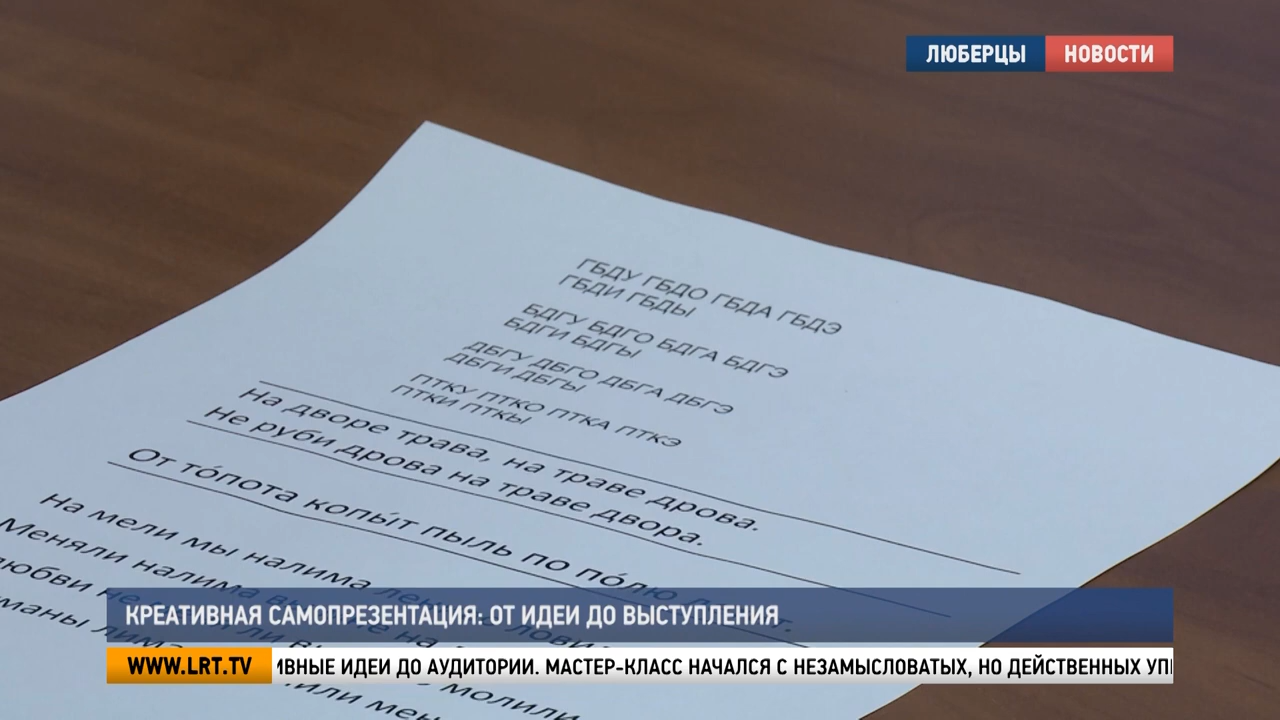 ЛЮБЕРЦЫ НОВОСТИ
ГБДУ ГБДО ГБДА ГБДЭ
ГБДИ ГБДЫ
БДГУ БДГО БДГА БДГЭ
БДГИ БДГЫ
ДБГУ ДБГО ДБГА ДБГЭ
ДБГИ ДБГЫ
ПТКУ ПТКО ПТКА ПТКЭ
ПТКИ ПТКЫ
На дворе трава, на траве дрова.
Не руби дрова на траве двора.
От то́пота копы́т пыль по по́лю
На мели мы налима
Меняли налима
КРЕАТИВНАЯ САМОПРЕЗЕНТАЦИЯ: ОТ ИДЕИ ДО ВЫСТУПЛЕНИЯ
WWW.LRT.TV ИВНЫЕ ИДЕИ ДО АУДИТОРИИ. МАСТЕР-КЛАСС НАЧАЛСЯ С НЕЗАМЫСЛОВАТЫХ, НО ДЕЙСТВЕННЫХ